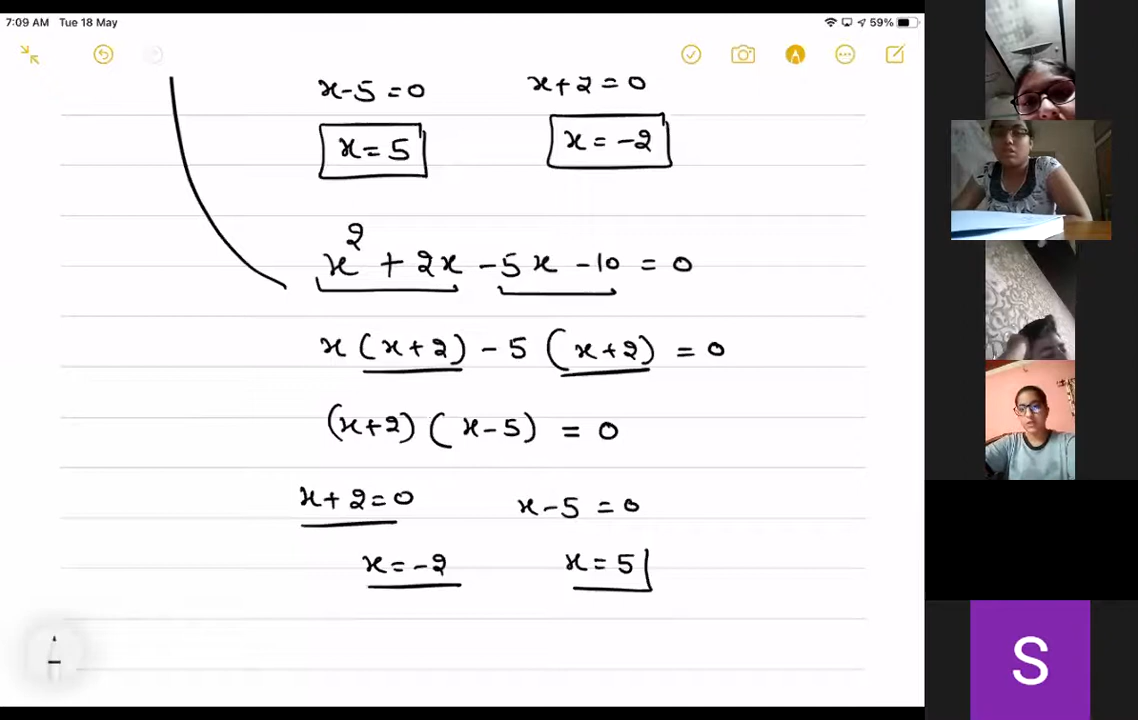 7:09 AM Tue 18 May 59%
x-5 = 0 x+2 = 0
x = 5 x = -2
x² + 2x - 5x - 10 = 0
x (x+2) - 5 (x+2) = 0
(x+2) (x-5) = 0
x+2 = 0 x-5 = 0
x = -2 x = 5
S